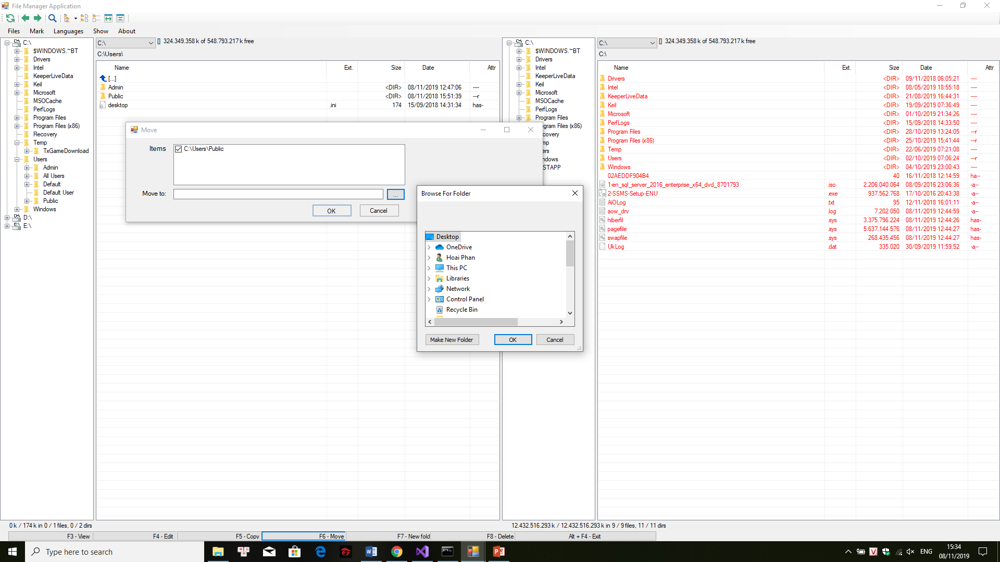 File Manager Application
Files Mark Languages Show About
C:\
$WINDOWS.~BT
Drivers
Intel
KeeperLiveData
Keil
Microsoft
MSOCache
PerfLogs
Program Files
Program Files (x86)
Recovery
Temp
TxGameDownload
Users
Admin
All Users
Default
Default User
Public
Windows
D:\
E:\
C:\ [] 324.349.358 k of 548.793.217 k free
C:\Users\
Name Ext. Size Date Attr
[...]
Admin <DIR> 08/11/2019 12:47:06 ----
Public <DIR> 08/11/2018 15:51:39 ---r
desktop .ini 174 15/09/2018 14:31:34 has-
Move
Items C:\Users\Public
Move to: ...
OK Cancel
Browse For Folder
Desktop
OneDrive
Hoai Phan
This PC
Libraries
Network
Control Panel
Recycle Bin
Make New Folder OK Cancel
C:\
$WINDOWS.~BT
Drivers
Intel
KeeperLiveData
Keil
Microsoft
MSOCache
PerfLogs
Program Files
gram Files (x86)
covery
mp
ers
ndows
STAPP
C:\ [] 324.349.358 k of 548.793.217 k free
C:\
Name Ext. Size Date Attr
Drivers <DIR> 09/11/2018 06:05:21 ----
Intel <DIR> 08/05/2019 18:55:18 ----
KeeperLiveData <DIR> 21/08/2019 16:44:31 ----
Keil <DIR> 19/09/2019 07:36:49 ----
Microsoft <DIR> 01/10/2019 21:34:26 ----
PerfLogs <DIR> 15/09/2018 14:33:50 ----
Program Files <DIR> 28/10/2019 13:24:05 ---r
Program Files (x86) <DIR> 25/10/2019 15:41:44 ---r
Temp <DIR> 22/06/2019 07:21:08 ----
Users <DIR> 02/10/2019 07:06:24 ---r
Windows <DIR> 04/10/2019 23:00:43 ----
02AEDDF904B4 40 16/11/2018 12:14:59 ha--
1-en_sql_server_2016_enterprise_x64_dvd_8701793 .iso 2.206.040.064 08/09/2016 23:06:36 -a--
2-SSMS-Setup-ENU .exe 937.562.768 17/10/2016 20:43:38 -a--
AiOLog .txt 95 12/11/2018 16:01:11 -a--
aow_drv .log 7.202.050 08/11/2019 12:44:59 -a--
hiberfil .sys 3.375.796.224 08/11/2019 12:44:26 has-
pagefile .sys 5.637.144.576 08/11/2019 12:44:27 has-
swapfile .sys 268.435.456 08/11/2019 12:44:27 has-
UkLog .dat 335.020 30/09/2019 11:59:52 -a--
0 k / 174 k in 0 / 1 files, 0 / 2 dirs
12.432.516.293 k / 12.432.516.293 k in 9 / 9 files, 11 / 11 dirs
F3 - View F4 - Edit F5 - Copy F6 - Move F7 - New fold F8 - Delete Alt + F4 - Exit
Type here to search
ENG
15:34
08/11/2019